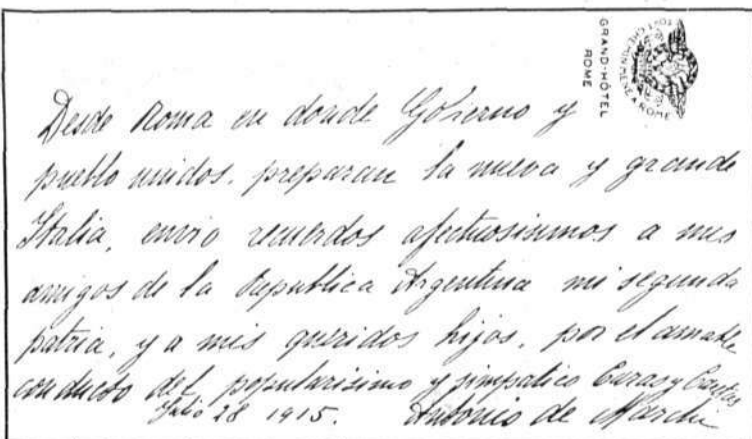 GRAND-HÔTEL
ROME
Desde Roma en donde Gobierno y
pueblo unidos. preparan la nueva y grande
Italia, envio recuerdos afectuosisimos a mis
amigos de la Republica Argentina mi segunda
patria, y a mis queridos hijos, por el amable
conducto del popularisimo y simpatico Caras y Caretas
Julio 28 1915. Antonio de Marchi